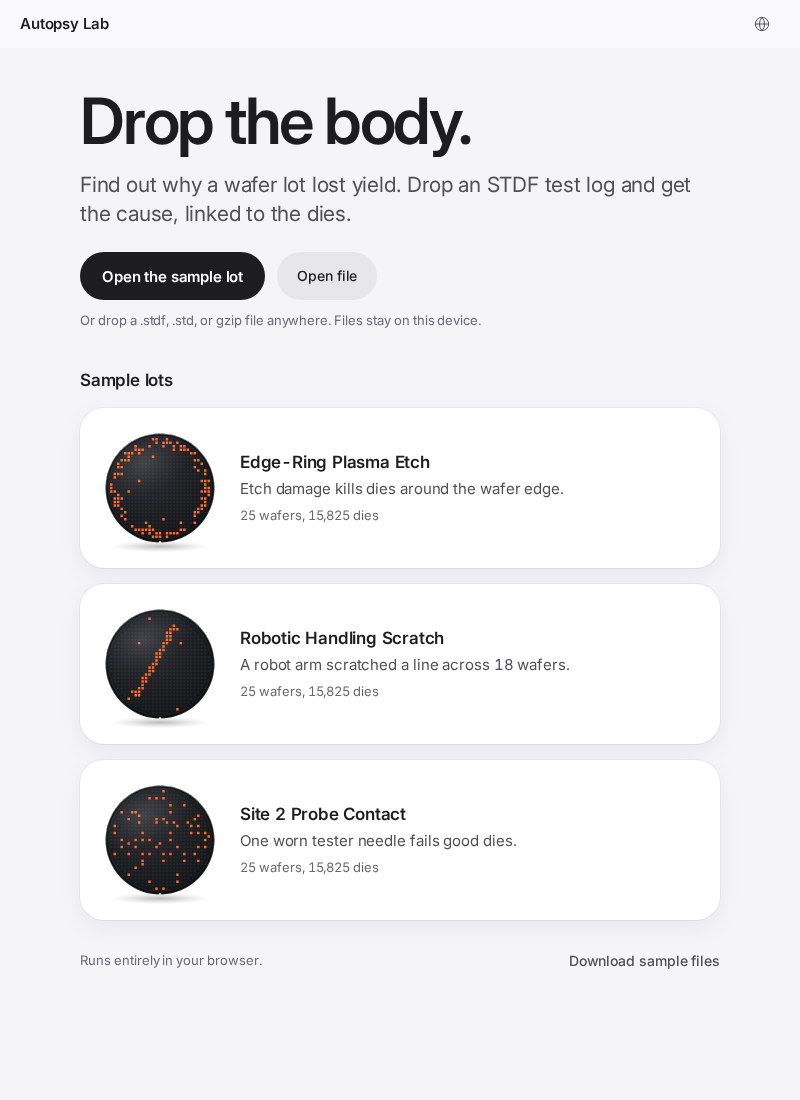 Autopsy Lab
Drop the body.
Find out why a wafer lot lost yield. Drop an STDF test log and get
the cause, linked to the dies.
Open the sample lot
Open file
Or drop a .stdf, .std, or gzip file anywhere. Files stay on this device.
Sample lots
Edge-Ring Plasma Etch
Etch damage kills dies around the wafer edge.
25 wafers, 15,825 dies
Robotic Handling Scratch
A robot arm scratched a line across 18 wafers.
25 wafers, 15,825 dies
Site 2 Probe Contact
One worn tester needle fails good dies.
25 wafers, 15,825 dies
Runs entirely in your browser.
Download sample files